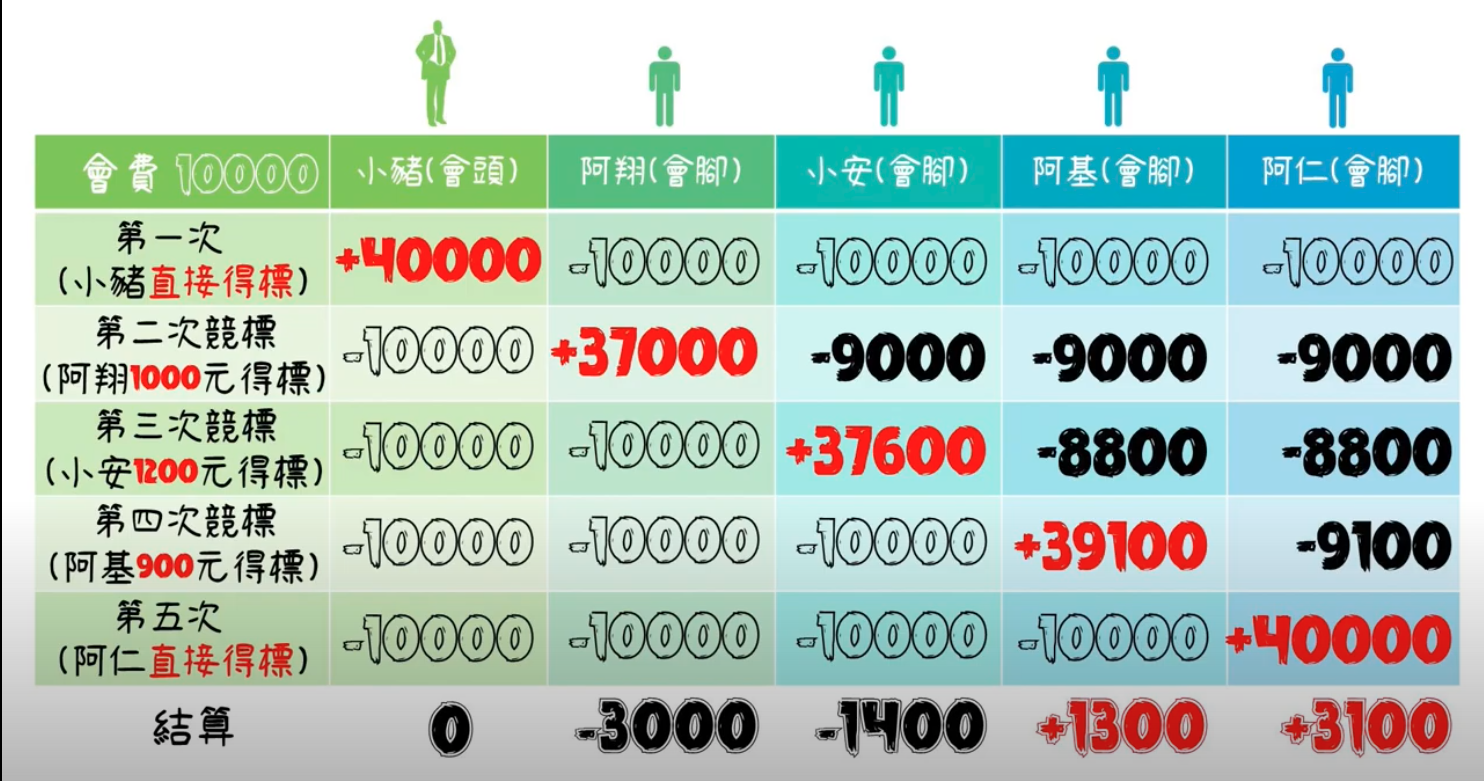 會費 10000 小豬(會頭) 阿翔(會腳) 小安(會腳) 阿基(會腳) 阿仁(會腳)
第一次
(小豬直接得標) +40000 -10000 -10000 -10000 -10000
第二次競標
(阿翔1000元得標) -10000 +37000 -9000 -9000 -9000
第三次競標
(小安1200元得標) -10000 -10000 +37600 -8800 -8800
第四次競標
(阿基900元得標) -10000 -10000 -10000 +39100 -9100
第五次
(阿仁直接得標) -10000 -10000 -10000 -10000 +40000
結算 0 -3000 -1400 +1300 +3100